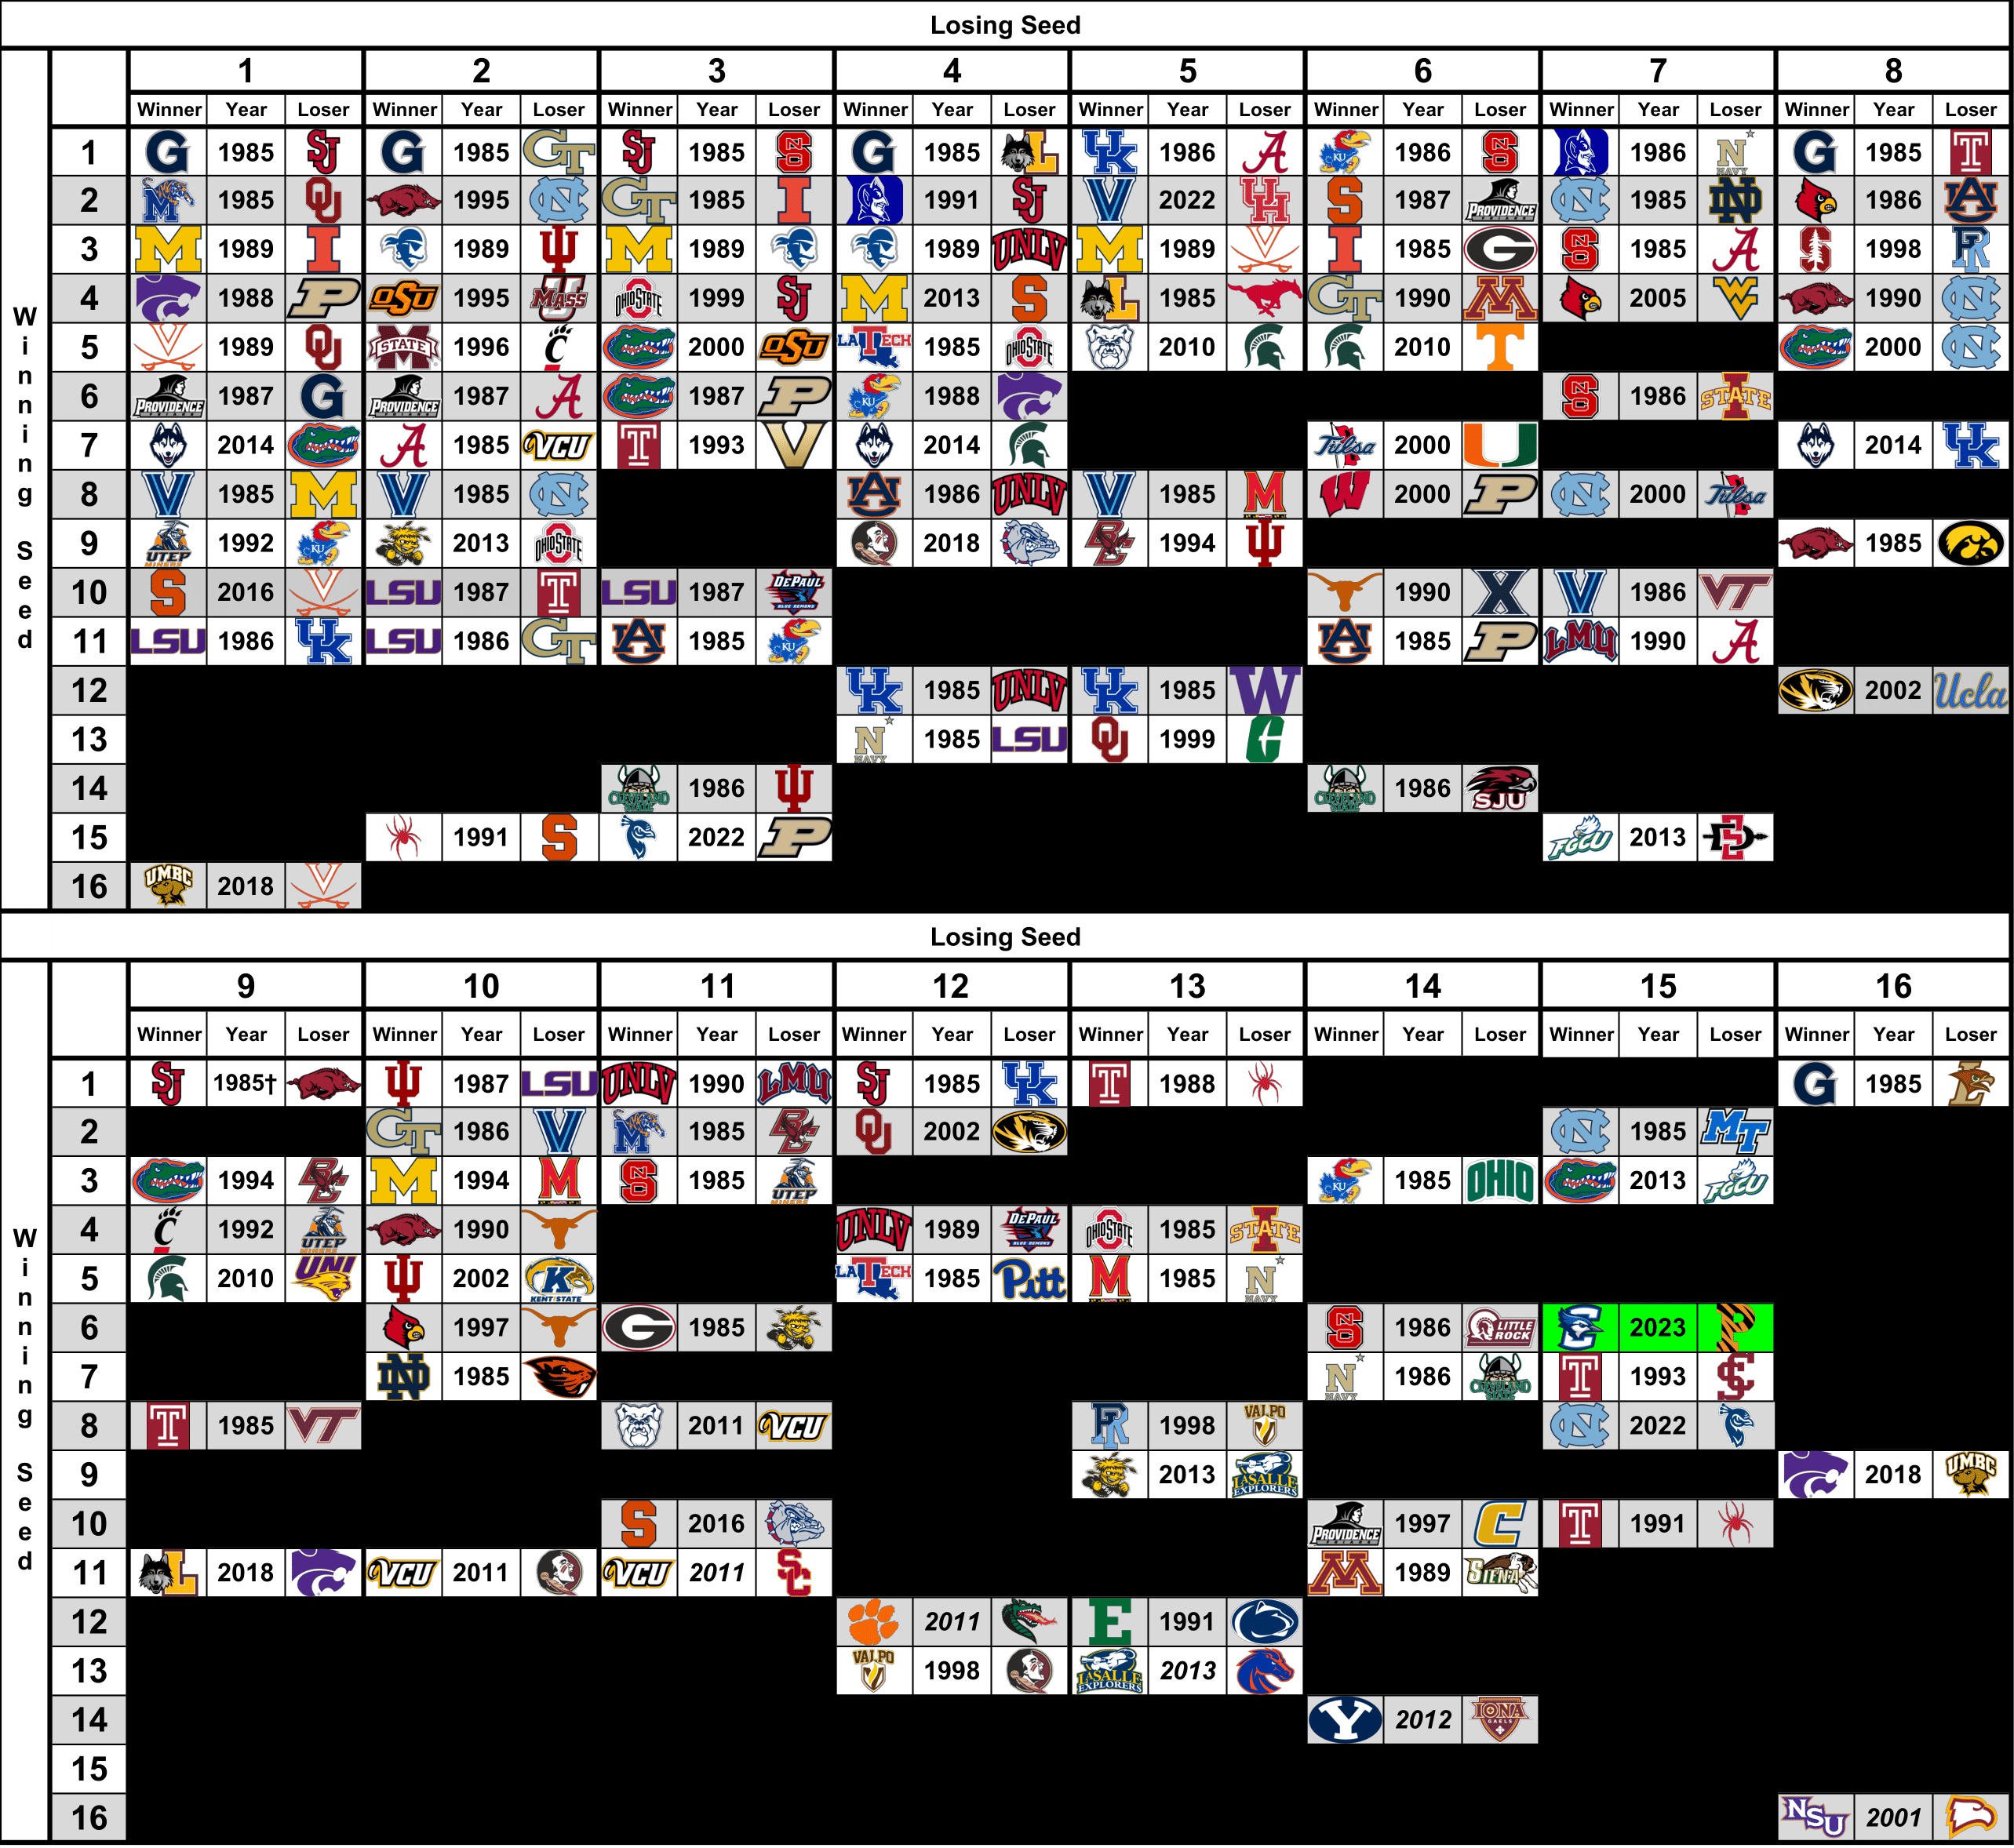 Losing Seed
1 2 3 4 5 6 7 8
Winner Year Loser Winner Year Loser Winner Year Loser Winner Year Loser Winner Year Loser Winner Year Loser Winner Year Loser Winner Year Loser
Winning Seed
1 G 1985 SJ G 1985 GT SJ 1985 NS G 1985 L UK 1986 A KU 1986 NS 1986 N NAVY G 1985 T
2 M 1985 OU 1995 NC GT 1985 I 1991 SJ V 2022 UH S 1987 PROVIDENCE NC 1985 ND 1986 AU
3 M 1989 I 1989 IU M 1989 1989 UNLV M 1989 V I 1985 G NS 1985 A S 1998 R
4 1988 P OSU 1995 MASS OHIO STATE 1999 SJ M 2013 S L 1985 GT 1990 M 2005 WV 1990 NC
5 V 1989 OU M STATE 1996 C 2000 OSU LA TECH 1985 OHIO STATE 2010 2010 T 2000 NC
6 PROVIDENCE 1987 G PROVIDENCE 1987 A 1987 P KU 1988 NS 1986 STATE
7 2014 A 1985 VCU T 1993 V 2014 Tulsa 2000 U 2014 UK
8 V 1985 M V 1985 NC AU 1986 UNLV V 1985 M W 2000 P NC 2000 Tulsa
9 UTEP MINERS 1992 KU 2013 OHIO STATE 2018 BC 1994 IU 1985
10 S 2016 V LSU 1987 T LSU 1987 DEPAUL BLUE DEMONS 1990 X V 1986 VT
11 LSU 1986 UK LSU 1986 GT AU 1985 KU AU 1985 P LMU 1990 A
12 UK 1985 UNLV UK 1985 W 2002 Ucla
13 N NAVY 1985 LSU OU 1999 C
14 CLEVELAND STATE 1986 IU CLEVELAND STATE 1986 SJU
15 1991 S 2022 P FGCU 2013 SD
16 UMBC 2018 V
Losing Seed
9 10 11 12 13 14 15 16
Winner Year Loser Winner Year Loser Winner Year Loser Winner Year Loser Winner Year Loser Winner Year Loser Winner Year Loser Winner Year Loser
Winning Seed
1 SJ 1985† IU 1987 LSU UNLV 1990 LMU SJ 1985 UK T 1988 G 1985 L
2 GT 1986 V M 1985 BC OU 2002 NC 1985 MT
3 1994 BC M 1994 M NS 1985 UTEP MINERS KU 1985 OHIO 2013 FGCU
4 C 1992 UTEP MINERS 1990 UNLV 1989 DEPAUL BLUE DEMONS OHIO STATE 1985 STATE
5 2010 UNI IU 2002 K KENT STATE LA TECH 1985 Pitt M 1985 N NAVY
6 2005 1997 G 1985 NS 1986 LITTLE ROCK 2023 P
7 ND 1985 N NAVY 1986 CLEVELAND STATE T 1993 SC
8 T 1985 VT 2011 VCU R 1998 VALPO NC 2022
9 2013 LASALLE EXPLORERS 2018 UMBC
10 S 2016 PROVIDENCE 1997 C T 1991
11 L 2018 VCU 2011 VCU 2011 SC M 1989 SIENA
12 2011 E 1991
13 VALPO 1998 LASALLE EXPLORERS 2013
14 Y 2012 IONA GAELS
15
16 NSU 2001